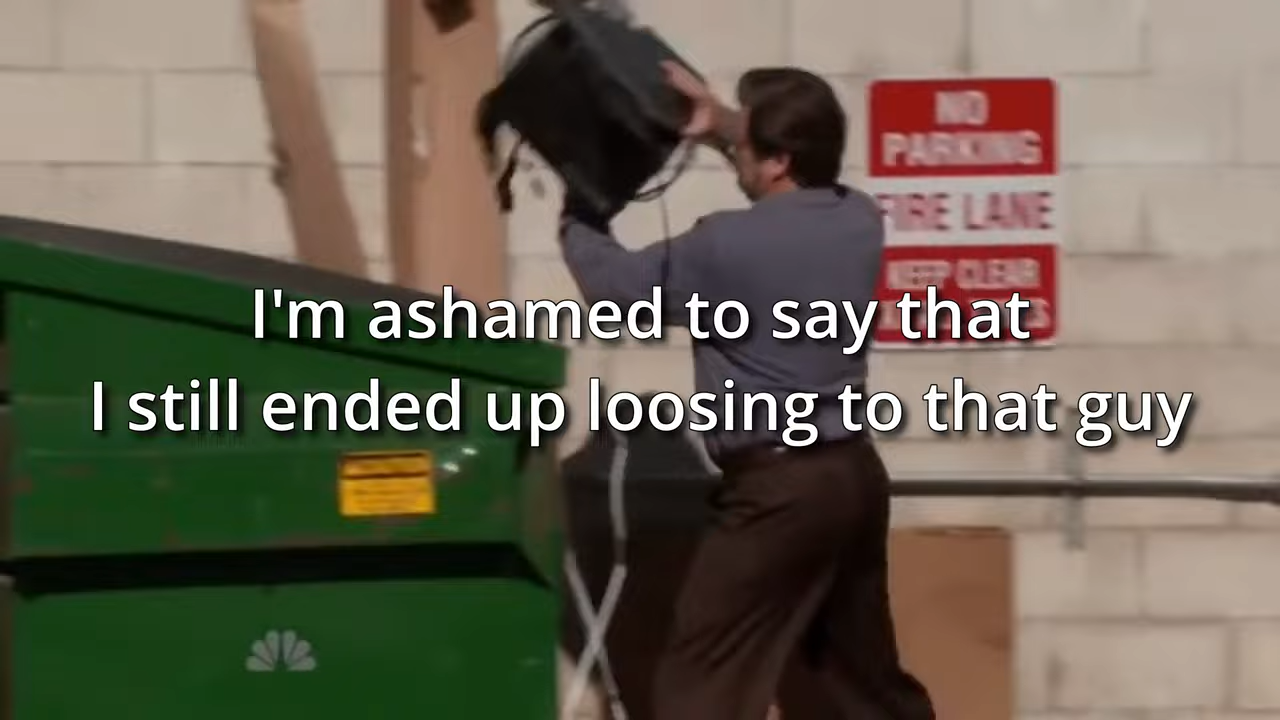 NO
PARKING
FIRE LANE
KEEP CLEAR
I'm ashamed to say that
I still ended up loosing to that guy